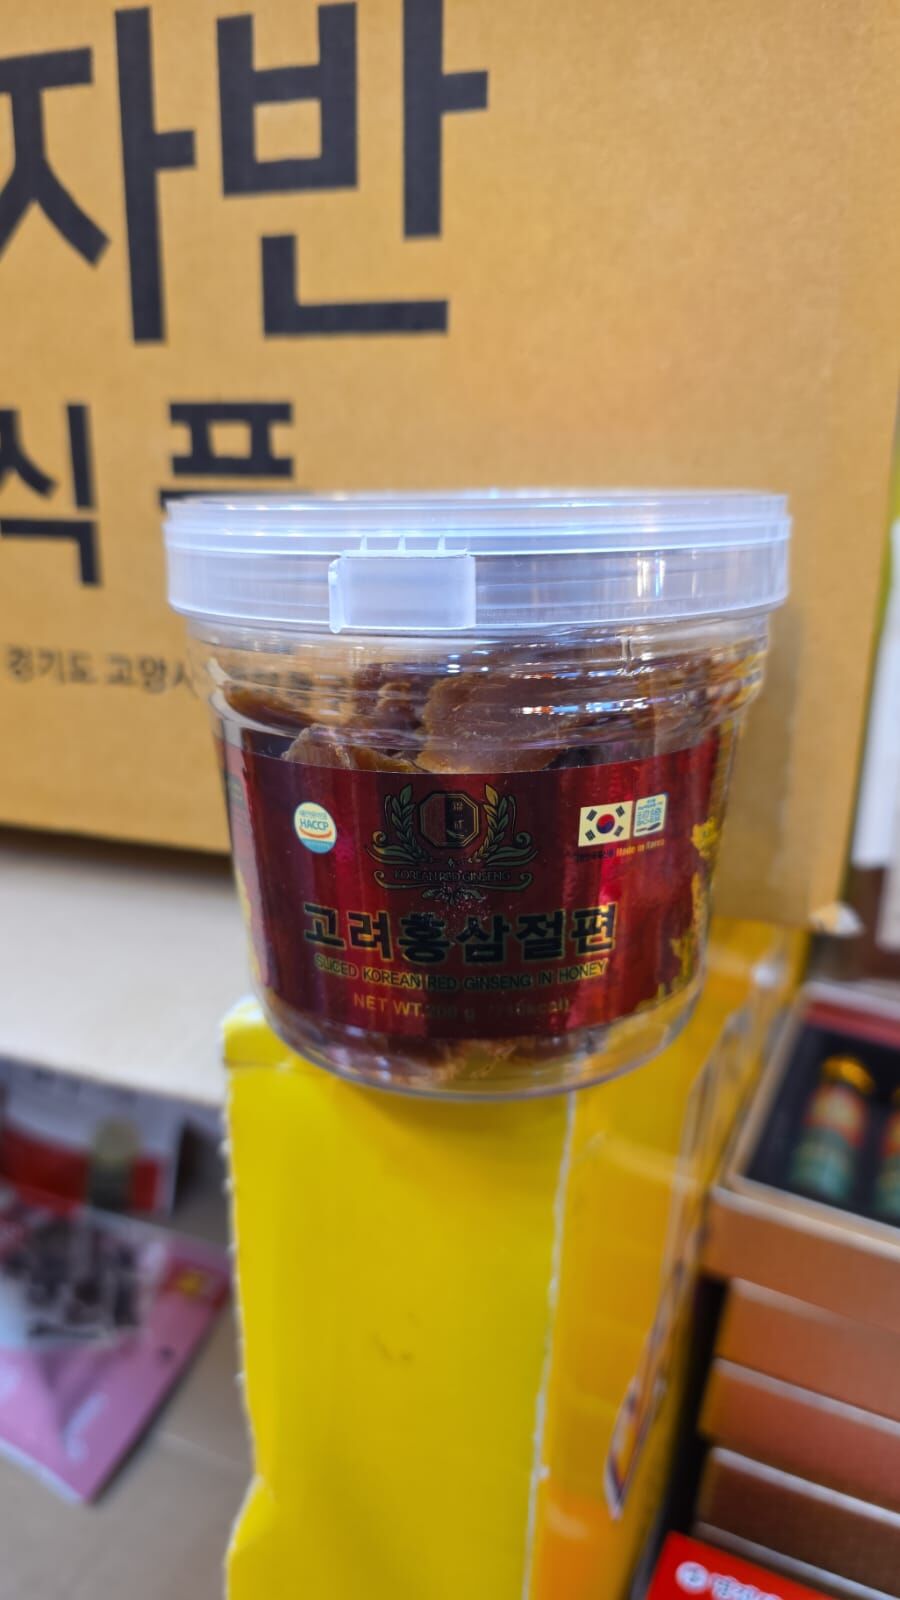 자반
식 품
경기도 고양시
HACCP
KOREAN RED GINSENG
Made in Korea
고려홍삼절편
SLICED KOREAN RED GINSENG IN HONEY
NET WT. 200 g